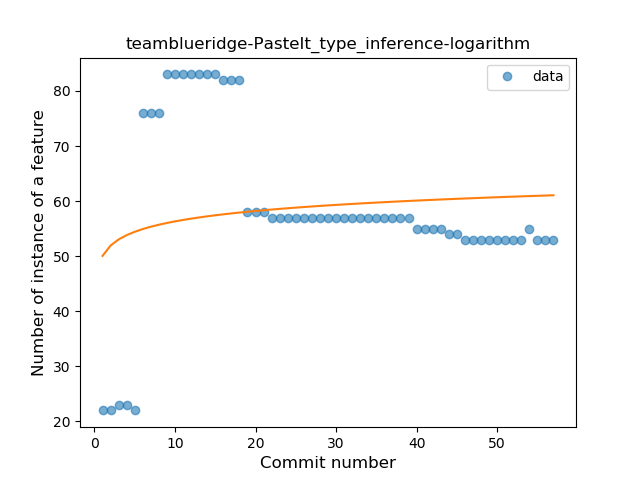 teamblueridge-PasteIt_type_inference-logarithm
data
Number of instance of a feature
80
70
60
50
40
30
20
0 10 20 30 40 50
Commit number